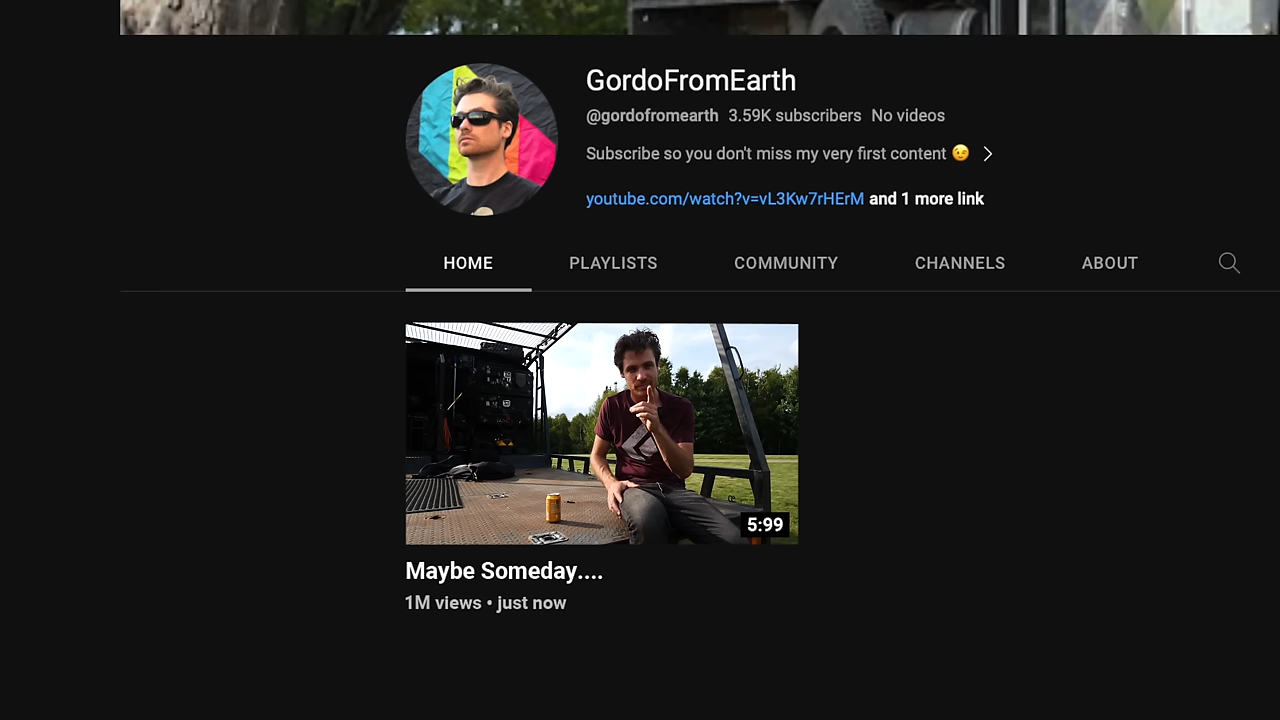 GordoFromEarth
@gordofromearth 3.59K subscribers No videos
Subscribe so you don't miss my very first content 😉
youtube.com/watch?v=vL3Kw7rHErM and 1 more link
HOME PLAYLISTS COMMUNITY CHANNELS ABOUT
5:99
Maybe Someday....
1M views • just now